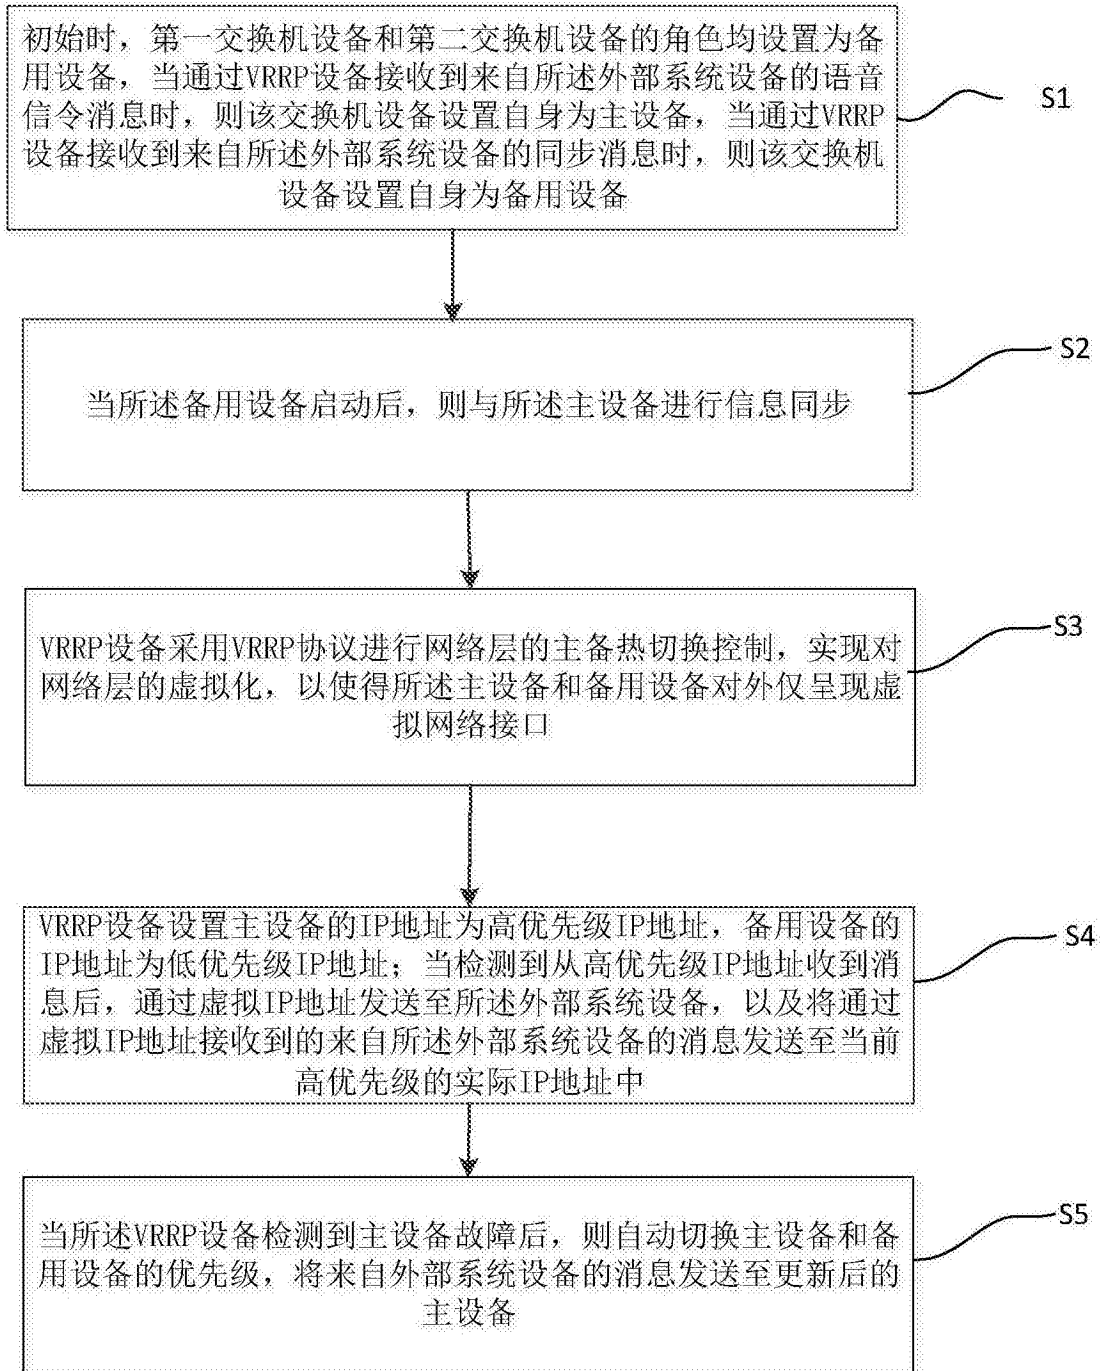 初始时，第一交换机设备和第二交换机设备的角色均设置为备
用设备，当通过VRRP设备接收到来自所述外部系统设备的语音
信令消息时，则该交换机设备设置自身为主设备，当通过VRRP
设备接收到来自所述外部系统设备的同步消息时，则该交换机
设备设置自身为备用设备
S1
当所述备用设备启动后，则与所述主设备进行信息同步
S2
VRRP设备采用VRRP协议进行网络层的主备热切换控制，实现对
网络层的虚拟化，以使得所述主设备和备用设备对外仅呈现虚
拟网络接口
S3
VRRP设备设置主设备的IP地址为高优先级IP地址，备用设备的
IP地址为低优先级IP地址；当检测到从高优先级IP地址收到消
息后，通过虚拟IP地址发送至所述外部系统设备，以及将通过
虚拟IP地址接收到的来自所述外部系统设备的消息发送至当前
高优先级的实际IP地址中
S4
当所述VRRP设备检测到主设备故障后，则自动切换主设备和备
用设备的优先级，将来自外部系统设备的消息发送至更新后的
主设备
S5